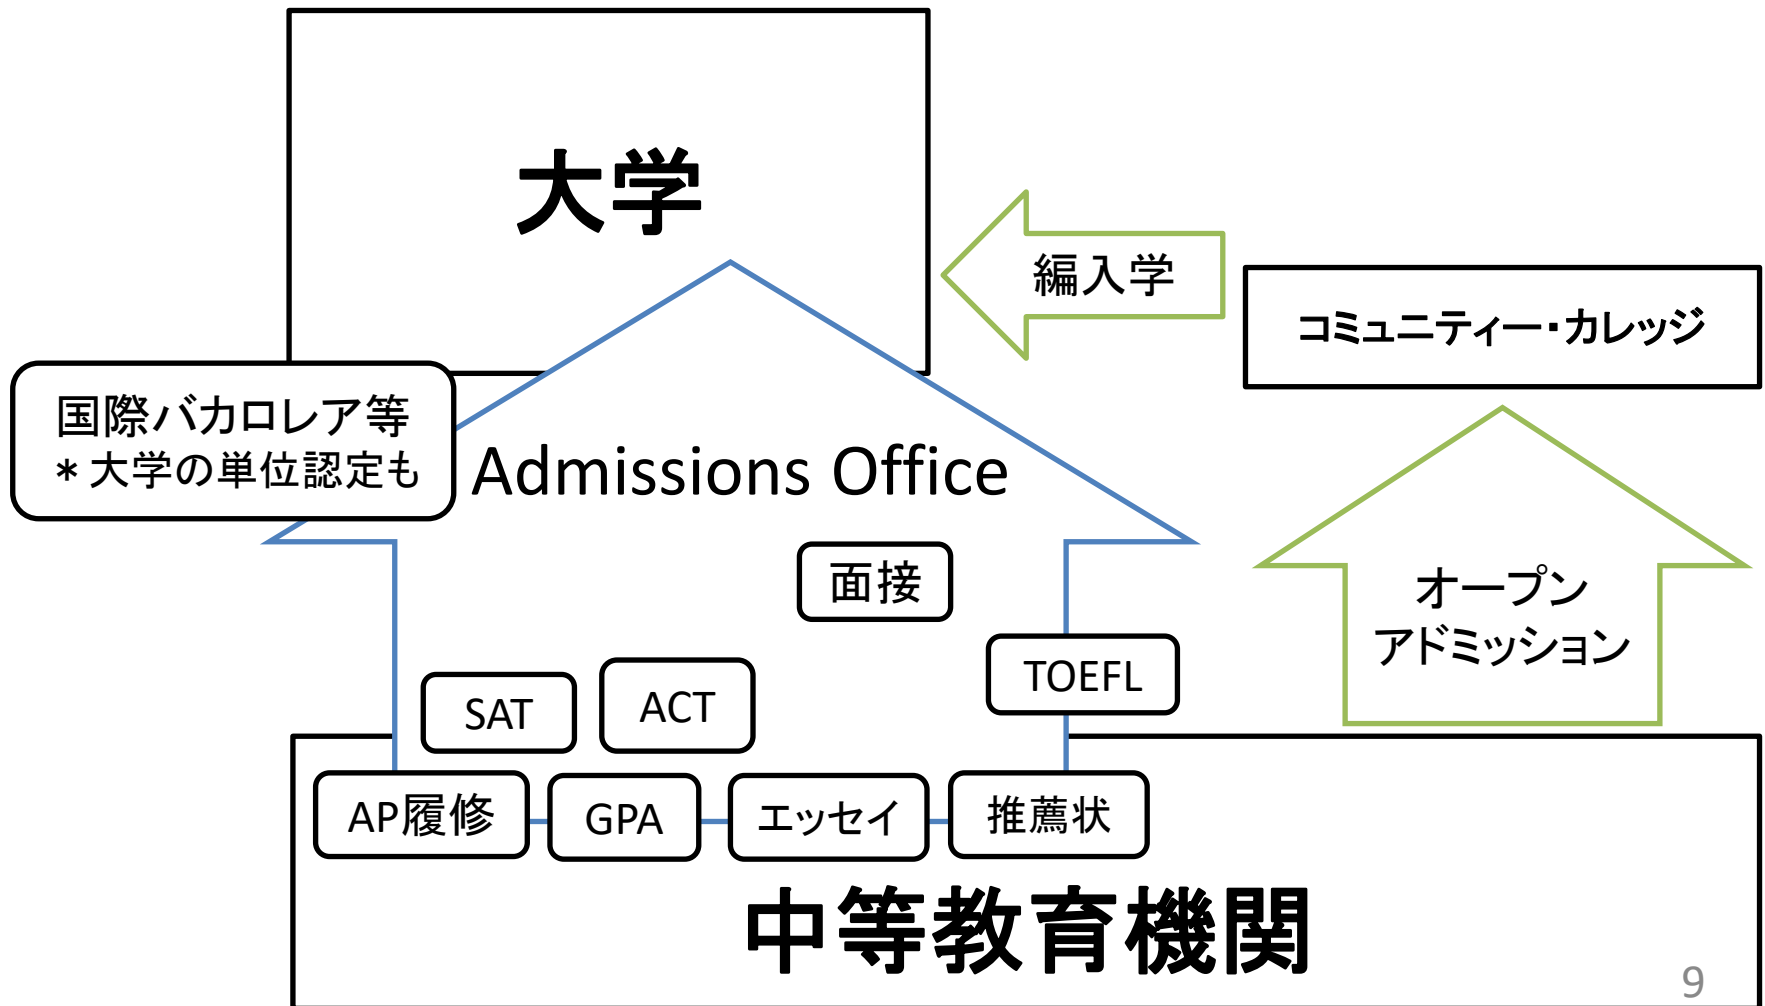 大学
編入学
コミュニティー・カレッジ
国際バカロレア等
*大学の単位認定も
Admissions Office
面接
オープン
アドミッション
TOEFL
SAT
ACT
AP履修
GPA
エッセイ
推薦状
中等教育機関
9